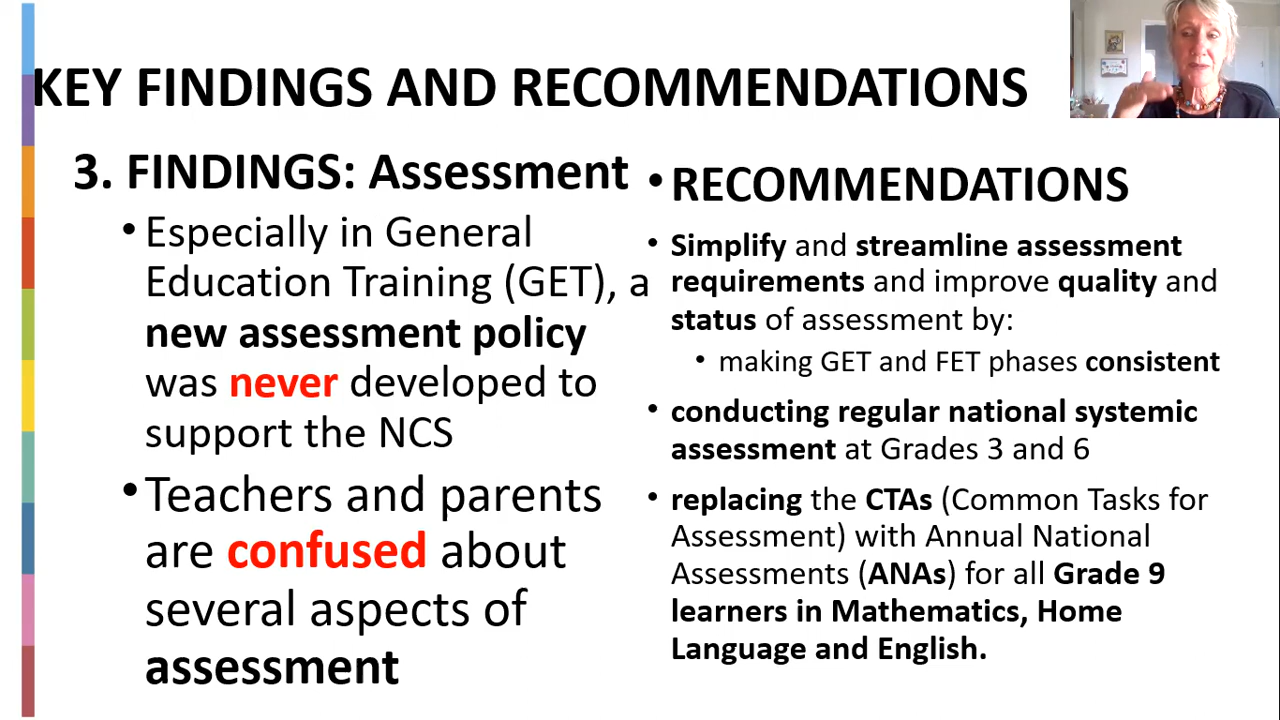 KEY FINDINGS AND RECOMMENDATIONS
3. FINDINGS: Assessment
• Especially in General
Education Training (GET), a
new assessment policy
was never developed to
support the NCS
• Teachers and parents
are confused about
several aspects of
assessment
• RECOMMENDATIONS
• Simplify and streamline assessment
requirements and improve quality and
status of assessment by:
• making GET and FET phases consistent
• conducting regular national systemic
assessment at Grades 3 and 6
• replacing the CTAs (Common Tasks for
Assessment) with Annual National
Assessments (ANAs) for all Grade 9
learners in Mathematics, Home
Language and English.